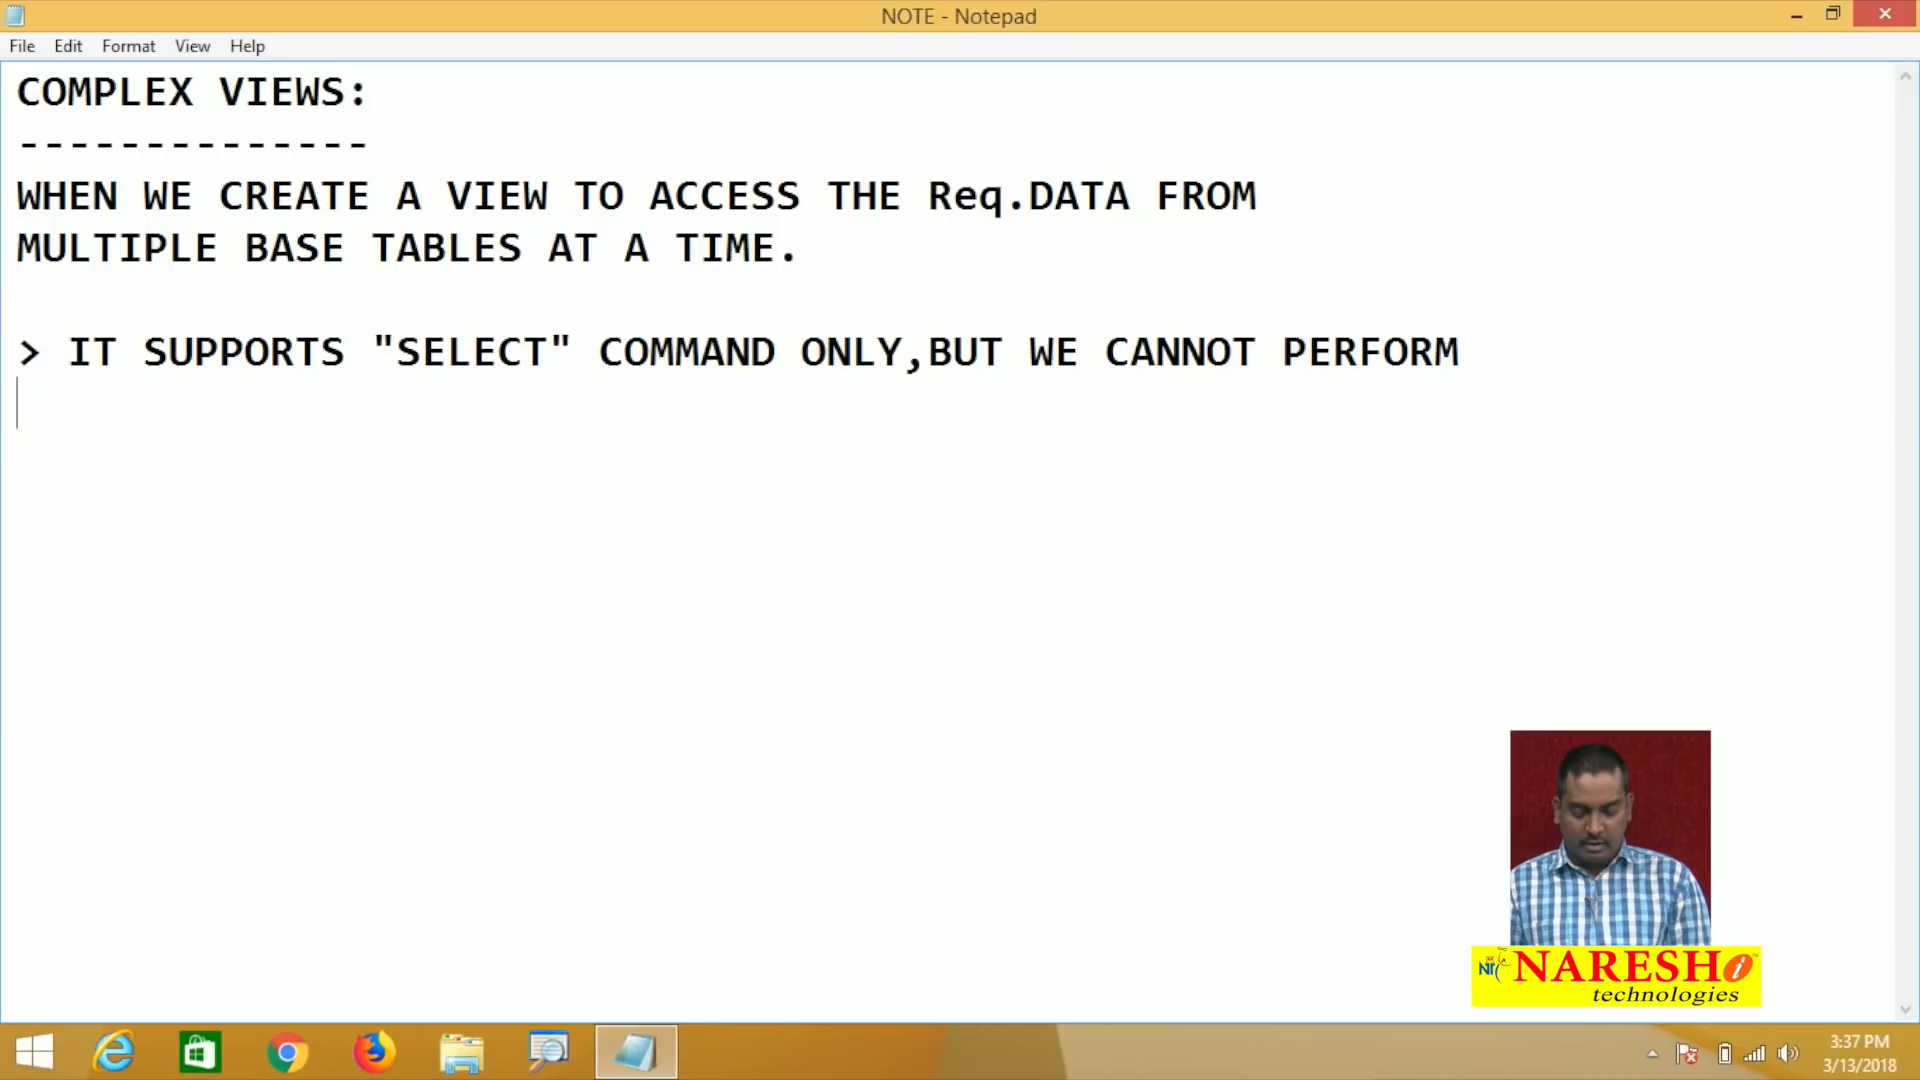 NOTE - Notepad
File Edit Format View Help
COMPLEX VIEWS:
--------------
WHEN WE CREATE A VIEW TO ACCESS THE Req.DATA FROM
MULTIPLE BASE TABLES AT A TIME.
> IT SUPPORTS "SELECT" COMMAND ONLY,BUT WE CANNOT PERFORM
NARESH i
technologies
3:37 PM
3/13/2018